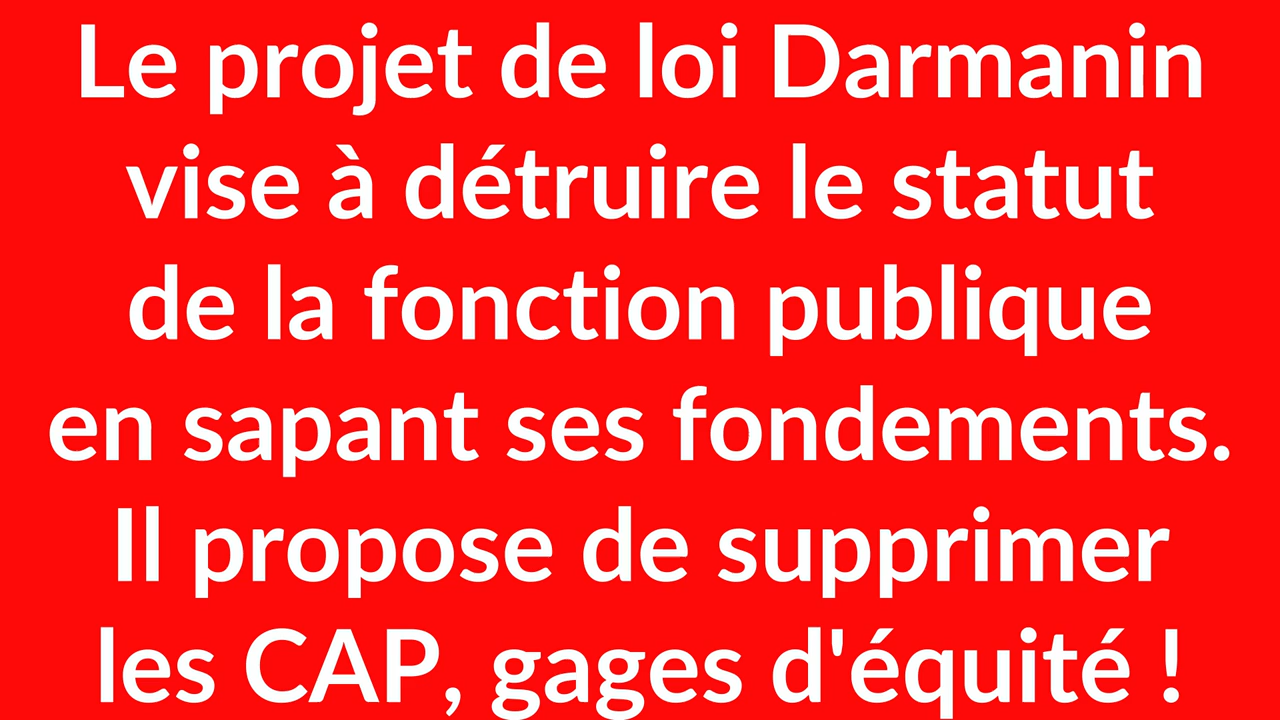 Le projet de loi Darmanin
vise à détruire le statut
de la fonction publique
en sapant ses fondements.
Il propose de supprimer
les CAP, gages d'équité !